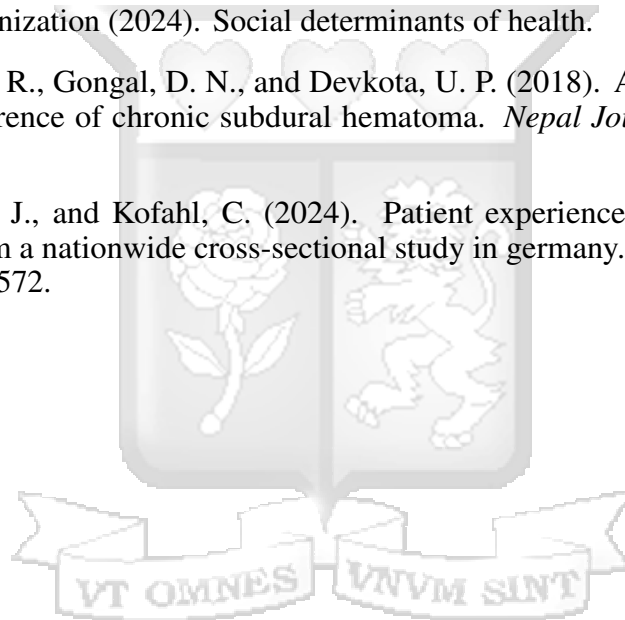 nization (2024). Social determinants of health.
R., Gongal, D. N., and Devkota, U. P. (2018). A
rence of chronic subdural hematoma. Nepal Jou
J., and Kofahl, C. (2024). Patient experience
m a nationwide cross-sectional study in germany.
572.
VT OMNES VNVM SINT